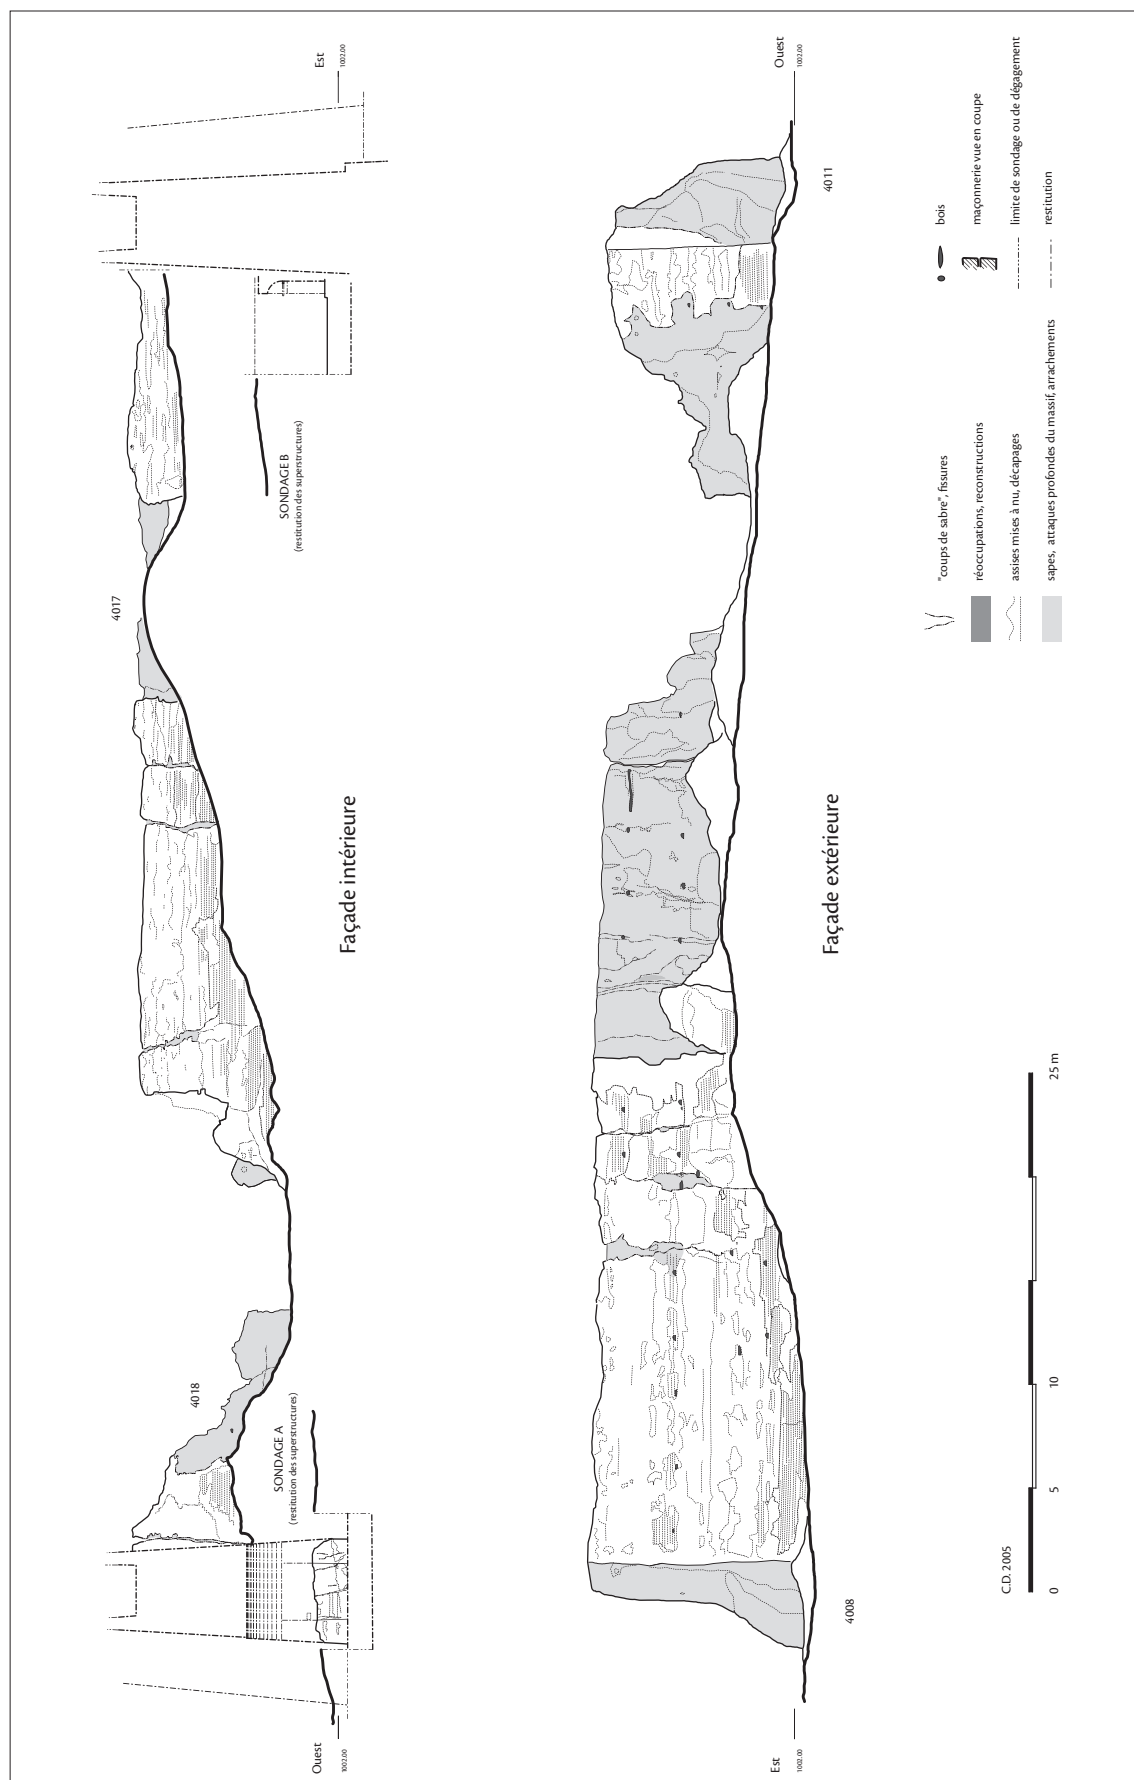 Ouest
1002.00
SONDAGE A
(restitution des superstructures)
4018
4017
SONDAGE B
(restitution des superstructures)
Est
1002.00
Façade intérieure
Est
1002.00
4008
4011
Ouest
1002.00
Façade extérieure
C.D. 2005
0
5
10
25 m
"coups de sabre", fissures
réoccupations, reconstructions
assises mises à nu, décapages
sapes, attaques profondes du massif, arrachements
bois
maçonnerie vue en coupe
limite de sondage ou de dégagement
restitution